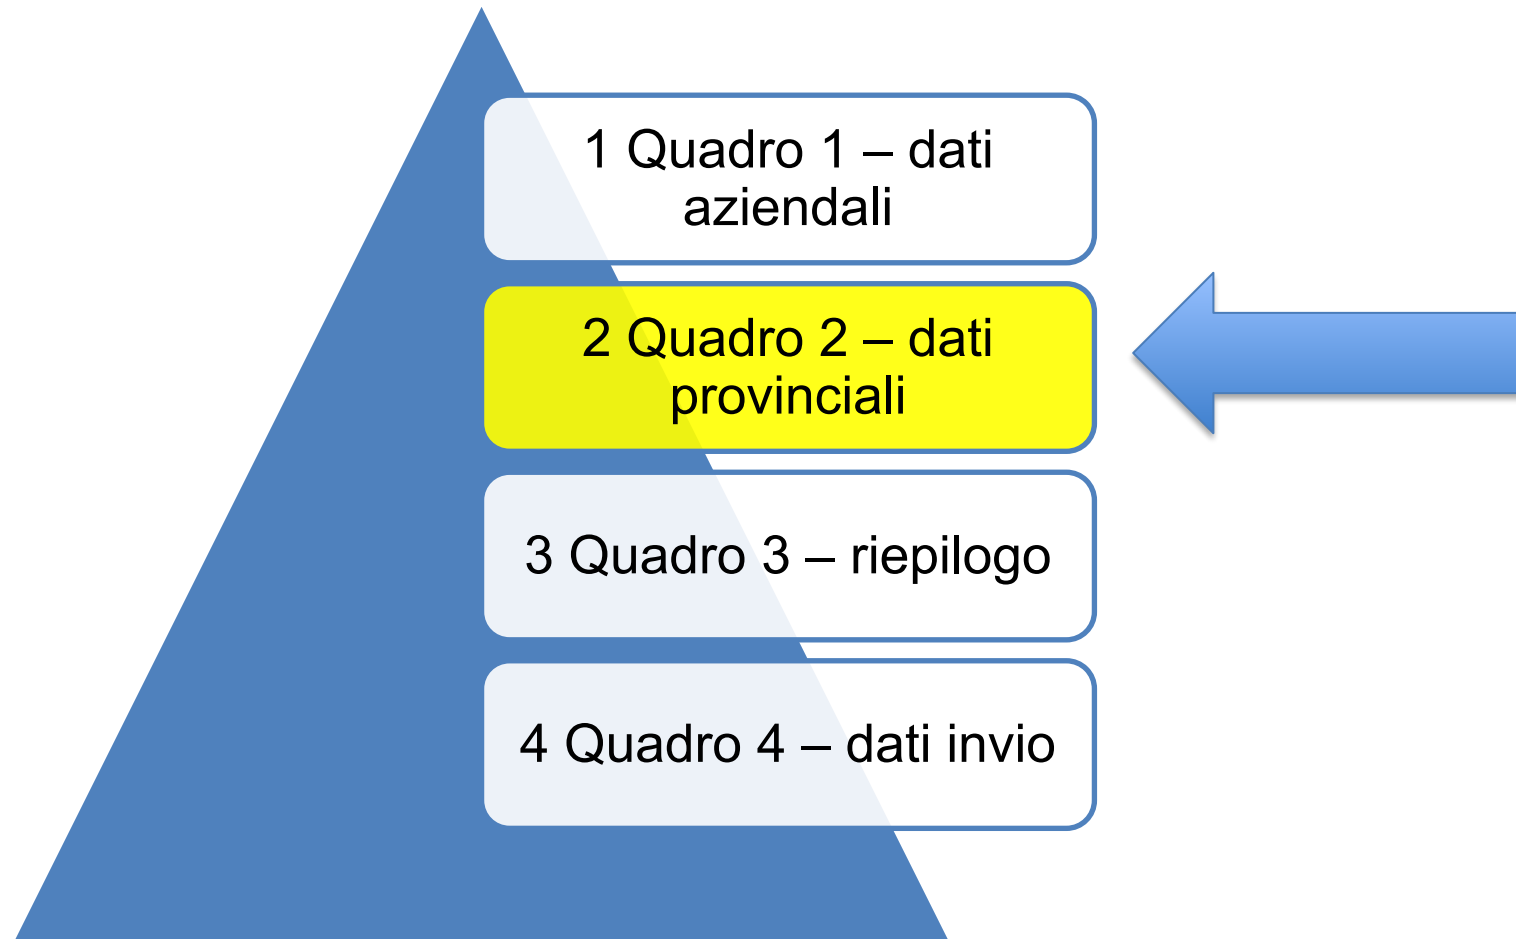 1 Quadro 1 – dati
aziendali
2 Quadro 2 – dati
provinciali
3 Quadro 3 – riepilogo
4 Quadro 4 – dati invio